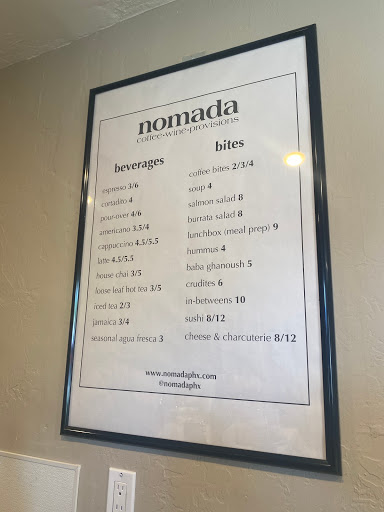 nomada
coffee•wine•provisions
beverages
espresso 3/6
cortadito 4
pour-over 4/6
americano 3.5/4
cappuccino 4.5/5.5
latte 4.5/5.5
house chai 3/5
loose leaf hot tea 3/5
iced tea 2/3
jamaica 3/4
seasonal agua fresca 3
bites
coffee bites 2/3/4
soup 4
salmon salad 8
burrata salad 8
lunchbox (meal prep) 9
hummus 4
baba ghanoush 5
crudites 6
in-betweens 10
sushi 8/12
cheese & charcuterie 8/12
www.nomadaphx.com
@nomadaphx